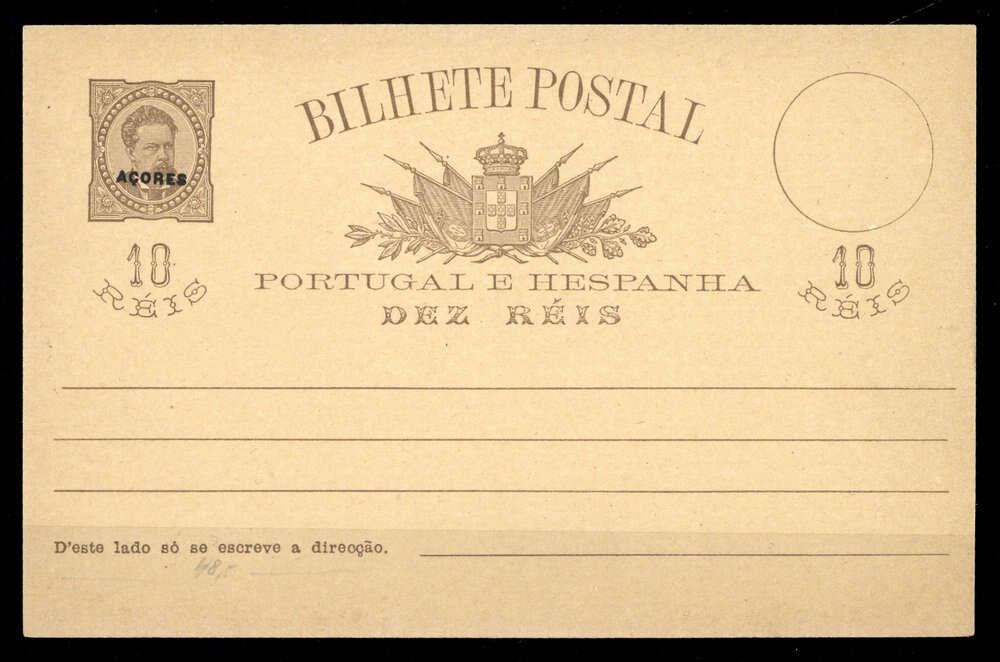 BILHETE POSTAL
AÇORES
10
RÉIS
10
RÉIS
PORTUGAL E HESPANHA
DEZ RÉIS
D'este lado só se escreve a direcção.